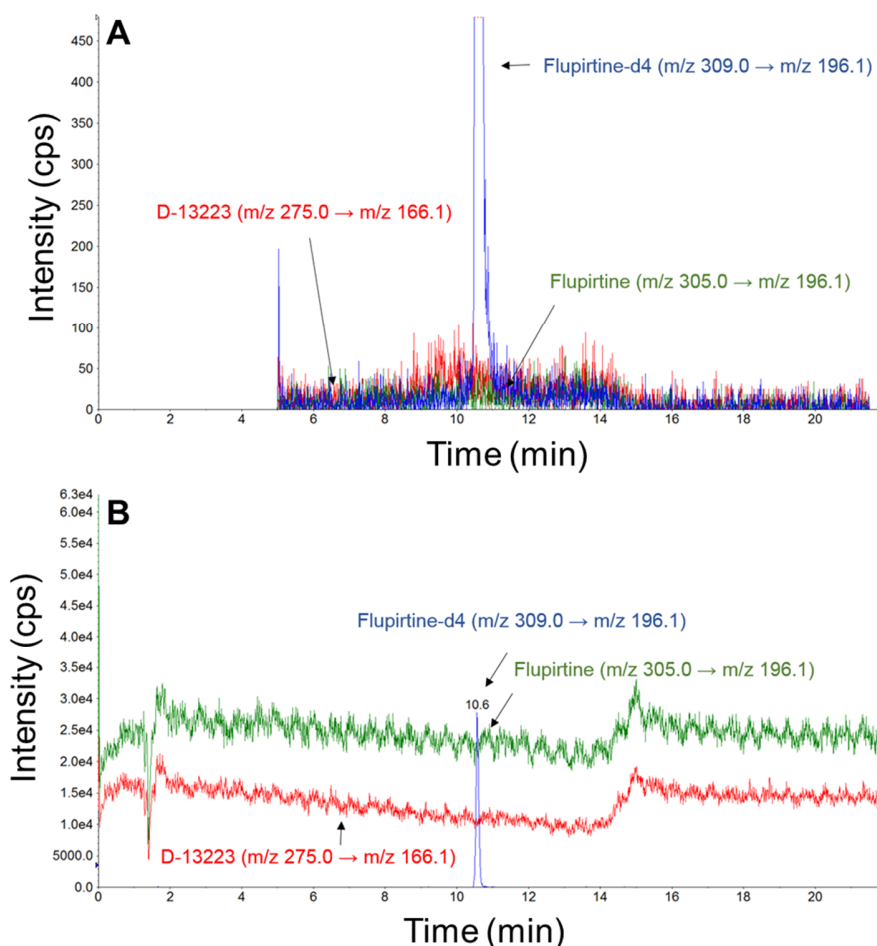 A
Intensity (cps)
450
400
350
300
250
200
150
100
50
0
Flupirtine-d4 (m/z 309.0 → m/z 196.1)
D-13223 (m/z 275.0 → m/z 166.1)
Flupirtine (m/z 305.0 → m/z 196.1)
0 2 4 6 8 10 12 14 16 18 20
Time (min)
B
Intensity (cps)
6.3e4
6.0e4
5.5e4
5.0e4
4.5e4
4.0e4
3.5e4
3.0e4
2.5e4
2.0e4
1.5e4
1.0e4
5000.0
0.0
Flupirtine-d4 (m/z 309.0 → m/z 196.1)
Flupirtine (m/z 305.0 → m/z 196.1)
10.6
D-13223 (m/z 275.0 → m/z 166.1)
0 2 4 6 8 10 12 14 16 18 20
Time (min)